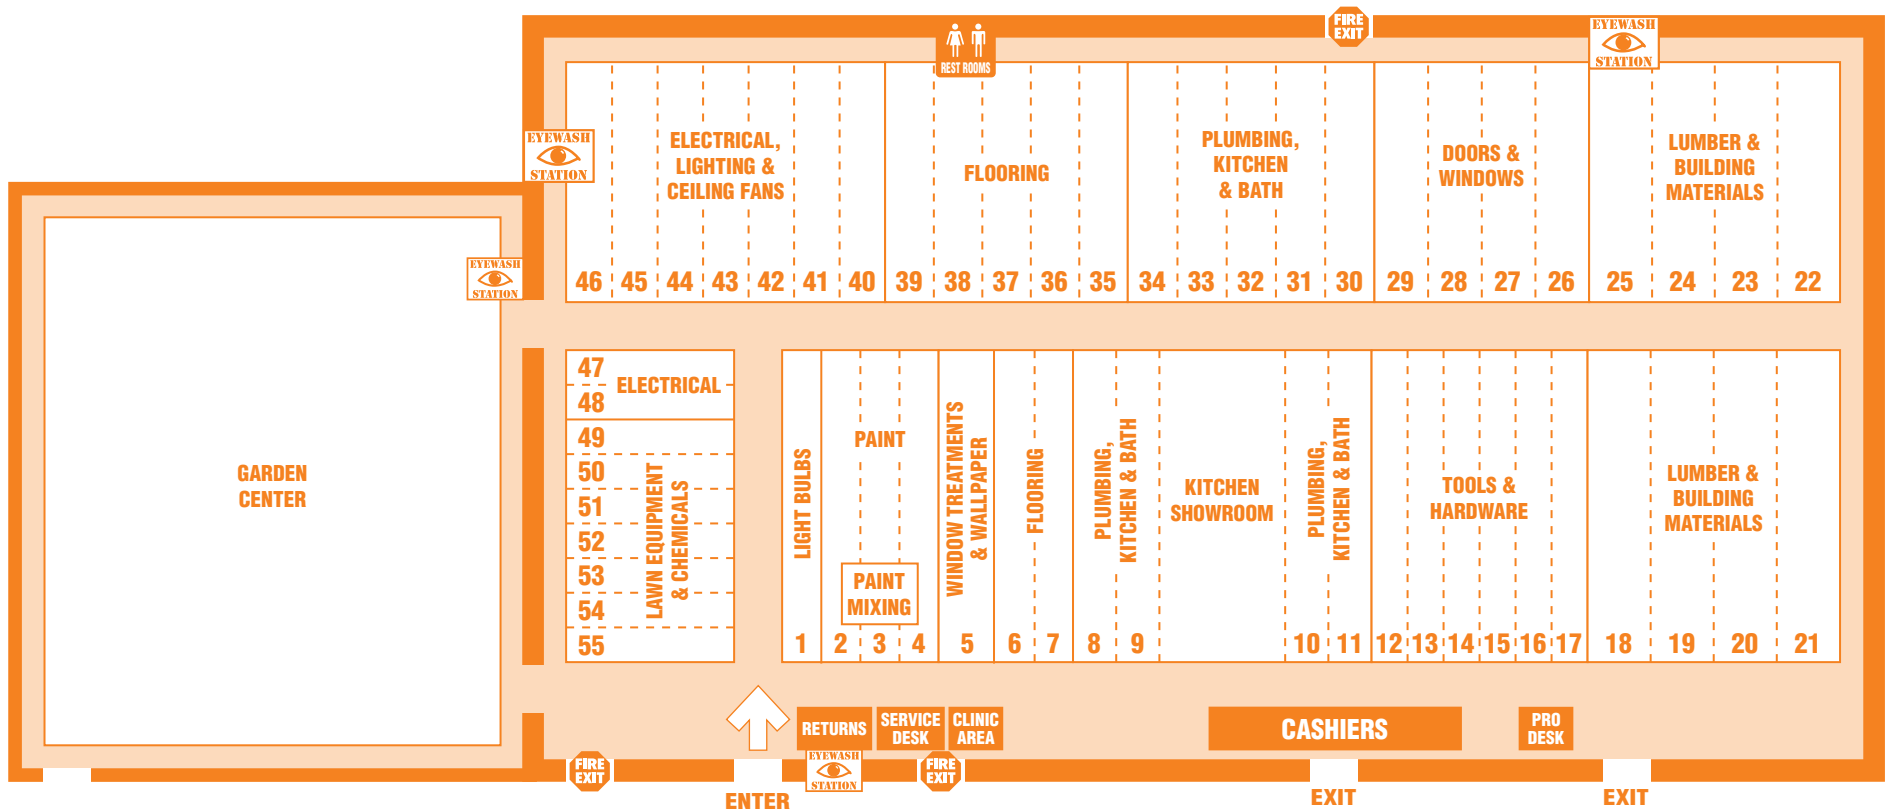 FIRE
EXIT
EYEWASH
STATION
REST ROOMS
EYEWASH
STATION
ELECTRICAL,
LIGHTING &
CEILING FANS
FLOORING
PLUMBING,
KITCHEN
& BATH
DOORS &
WINDOWS
LUMBER &
BUILDING
MATERIALS
46 45 44 43 42 41 40 39 38 37 36 35 34 33 32 31 30 29 28 27 26 25 24 23 22
EYEWASH
STATION
GARDEN
CENTER
47
48
ELECTRICAL
49
50
51
52
53
54
55
LAWN EQUIPMENT
& CHEMICALS
LIGHT BULBS
PAINT
PAINT
MIXING
WINDOW TREATMENTS
& WALLPAPER
FLOORING
PLUMBING,
KITCHEN & BATH
KITCHEN
SHOWROOM
PLUMBING,
KITCHEN & BATH
TOOLS &
HARDWARE
LUMBER &
BUILDING
MATERIALS
1 2 3 4 5 6 7 8 9 10 11 12 13 14 15 16 17 18 19 20 21
RETURNS
SERVICE
DESK
CLINIC
AREA
CASHIERS
PRO
DESK
FIRE
EXIT
EYEWASH
STATION
FIRE
EXIT
ENTER
EXIT
EXIT